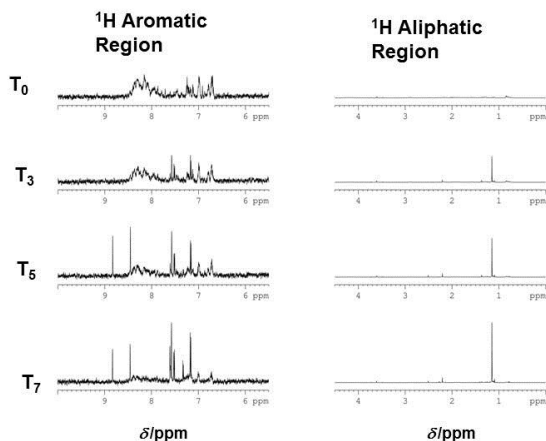 ¹H Aromatic
Region
¹H Aliphatic
Region
T₀
9 8 7 6 ppm
4 3 2 1 ppm
T₃
9 8 7 6 ppm
4 3 2 1 ppm
T₅
9 8 7 6 ppm
4 3 2 1 ppm
T₇
9 8 7 6 ppm
4 3 2 1 ppm
δ/ppm
δ/ppm